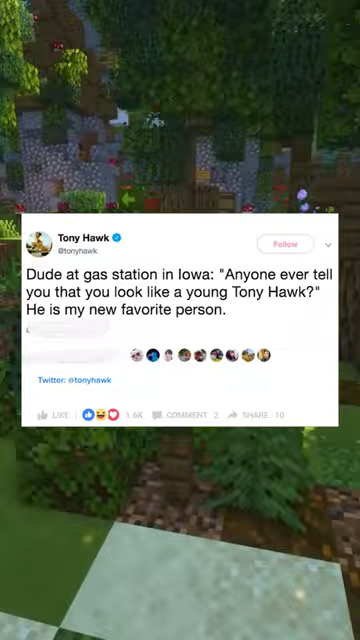 Tony Hawk
@tonyhawk
Follow
Dude at gas station in Iowa: "Anyone ever tell
you that you look like a young Tony Hawk?"
He is my new favorite person.
Twitter: @tonyhawk
LIKE 1.6K COMMENT 2 SHARE 10